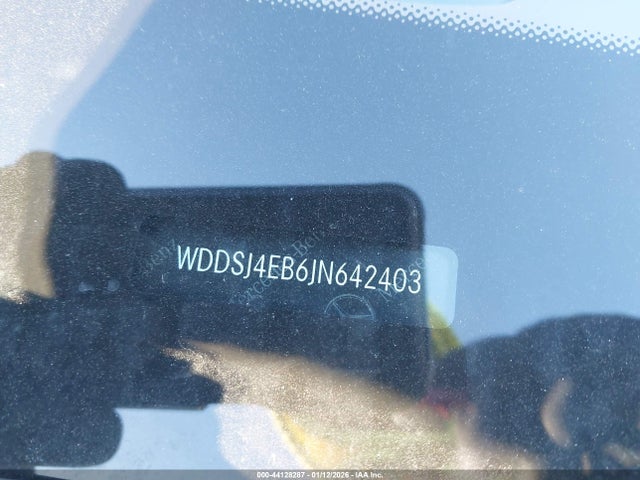 WDDSJ4EB6JN642403
000-44128287 - 01/12/2026 - IAA Inc.